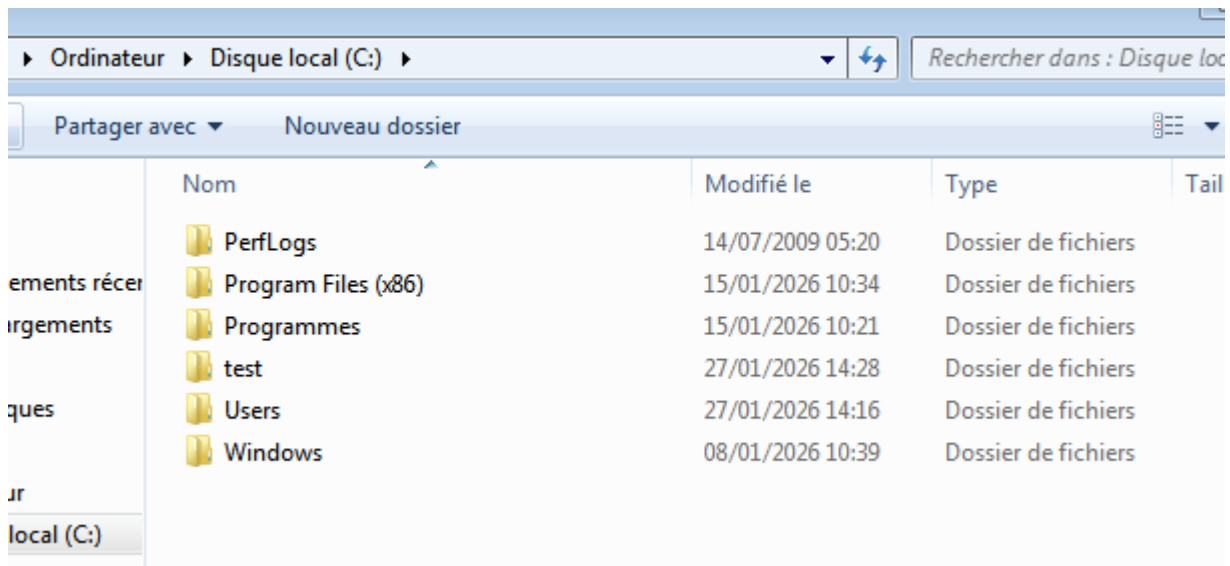 Ordinateur Disque local (C:) Rechercher dans : Disque loc
Partager avec Nouveau dossier
Nom Modifié le Type Tail
PerfLogs 14/07/2009 05:20 Dossier de fichiers
ements récer Program Files (x86) 15/01/2026 10:34 Dossier de fichiers
argements Programmes 15/01/2026 10:21 Dossier de fichiers
test 27/01/2026 14:28 Dossier de fichiers
ques Users 27/01/2026 14:16 Dossier de fichiers
Windows 08/01/2026 10:39 Dossier de fichiers
ur
local (C:)